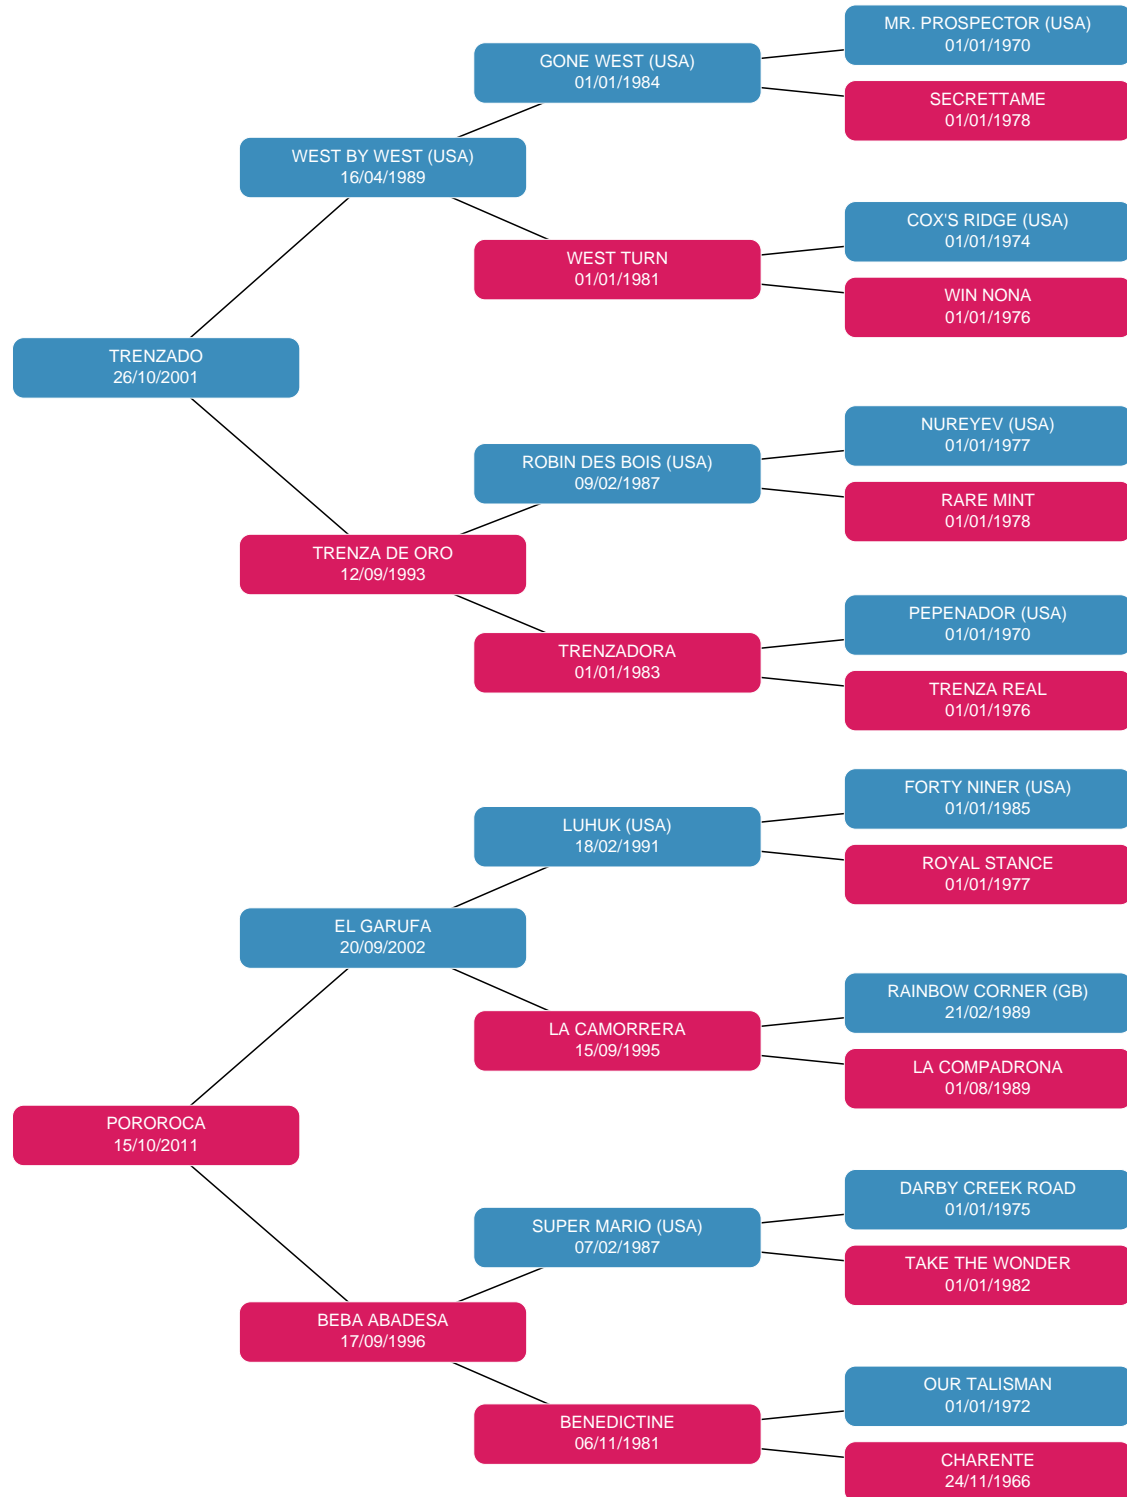 MR. PROSPECTOR (USA)
01/01/1970
GONE WEST (USA)
01/01/1984
SECRETTAME
01/01/1978
WEST BY WEST (USA)
16/04/1989
COX'S RIDGE (USA)
01/01/1974
WEST TURN
01/01/1981
WIN NONA
01/01/1976
TRENZADO
26/10/2001
NUREYEV (USA)
01/01/1977
ROBIN DES BOIS (USA)
09/02/1987
RARE MINT
01/01/1978
TRENZA DE ORO
12/09/1993
PEPENADOR (USA)
01/01/1970
TRENZADORA
01/01/1983
TRENZA REAL
01/01/1976
FORTY NINER (USA)
01/01/1985
LUHUK (USA)
18/02/1991
ROYAL STANCE
01/01/1977
EL GARUFA
20/09/2002
RAINBOW CORNER (GB)
21/02/1989
LA CAMORRERA
15/09/1995
LA COMPADRONA
01/08/1989
POROROCA
15/10/2011
DARBY CREEK ROAD
01/01/1975
SUPER MARIO (USA)
07/02/1987
TAKE THE WONDER
01/01/1982
BEBA ABADESA
17/09/1996
OUR TALISMAN
01/01/1972
BENEDICTINE
06/11/1981
CHARENTE
24/11/1966